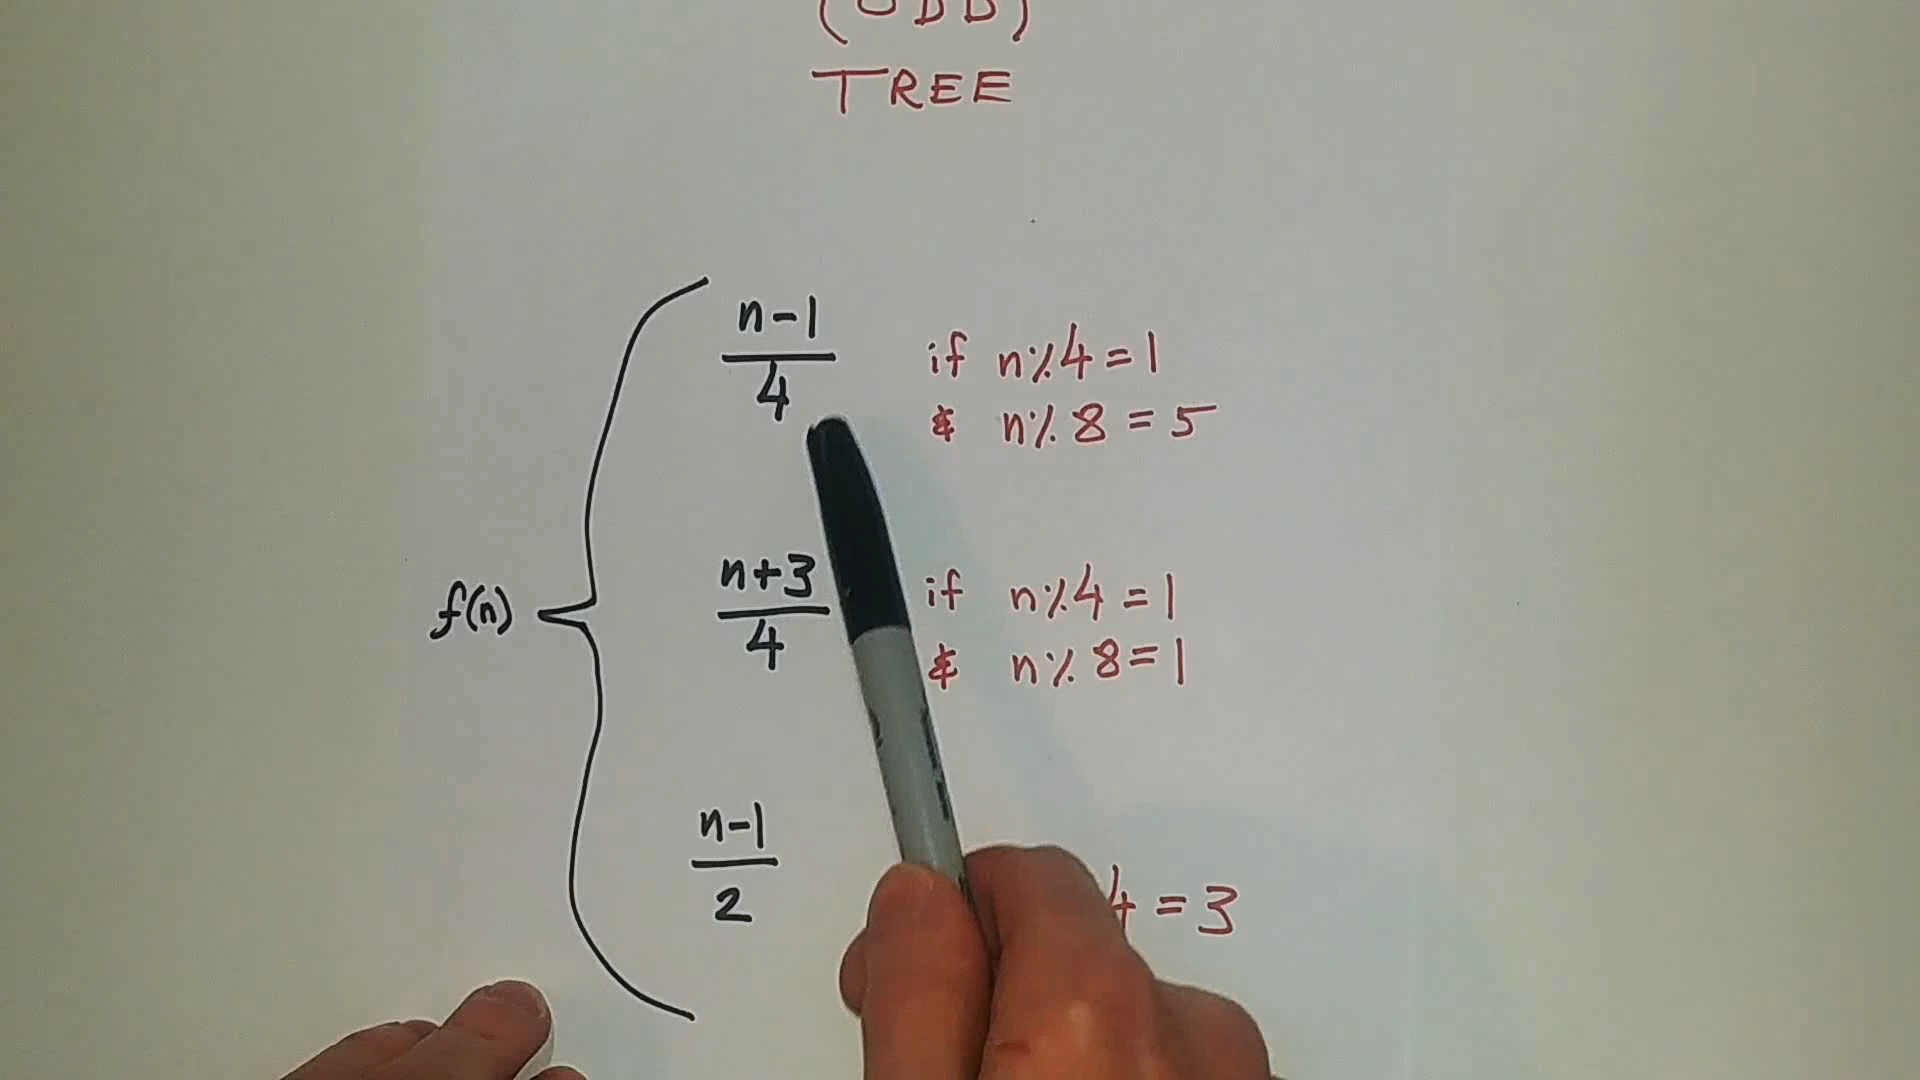 (ODD)
TREE
n-1
4
if n%4=1
& n%8=5
f(n)
n+3
4
if n%4=1
& n%8=1
n-1
2
4=3